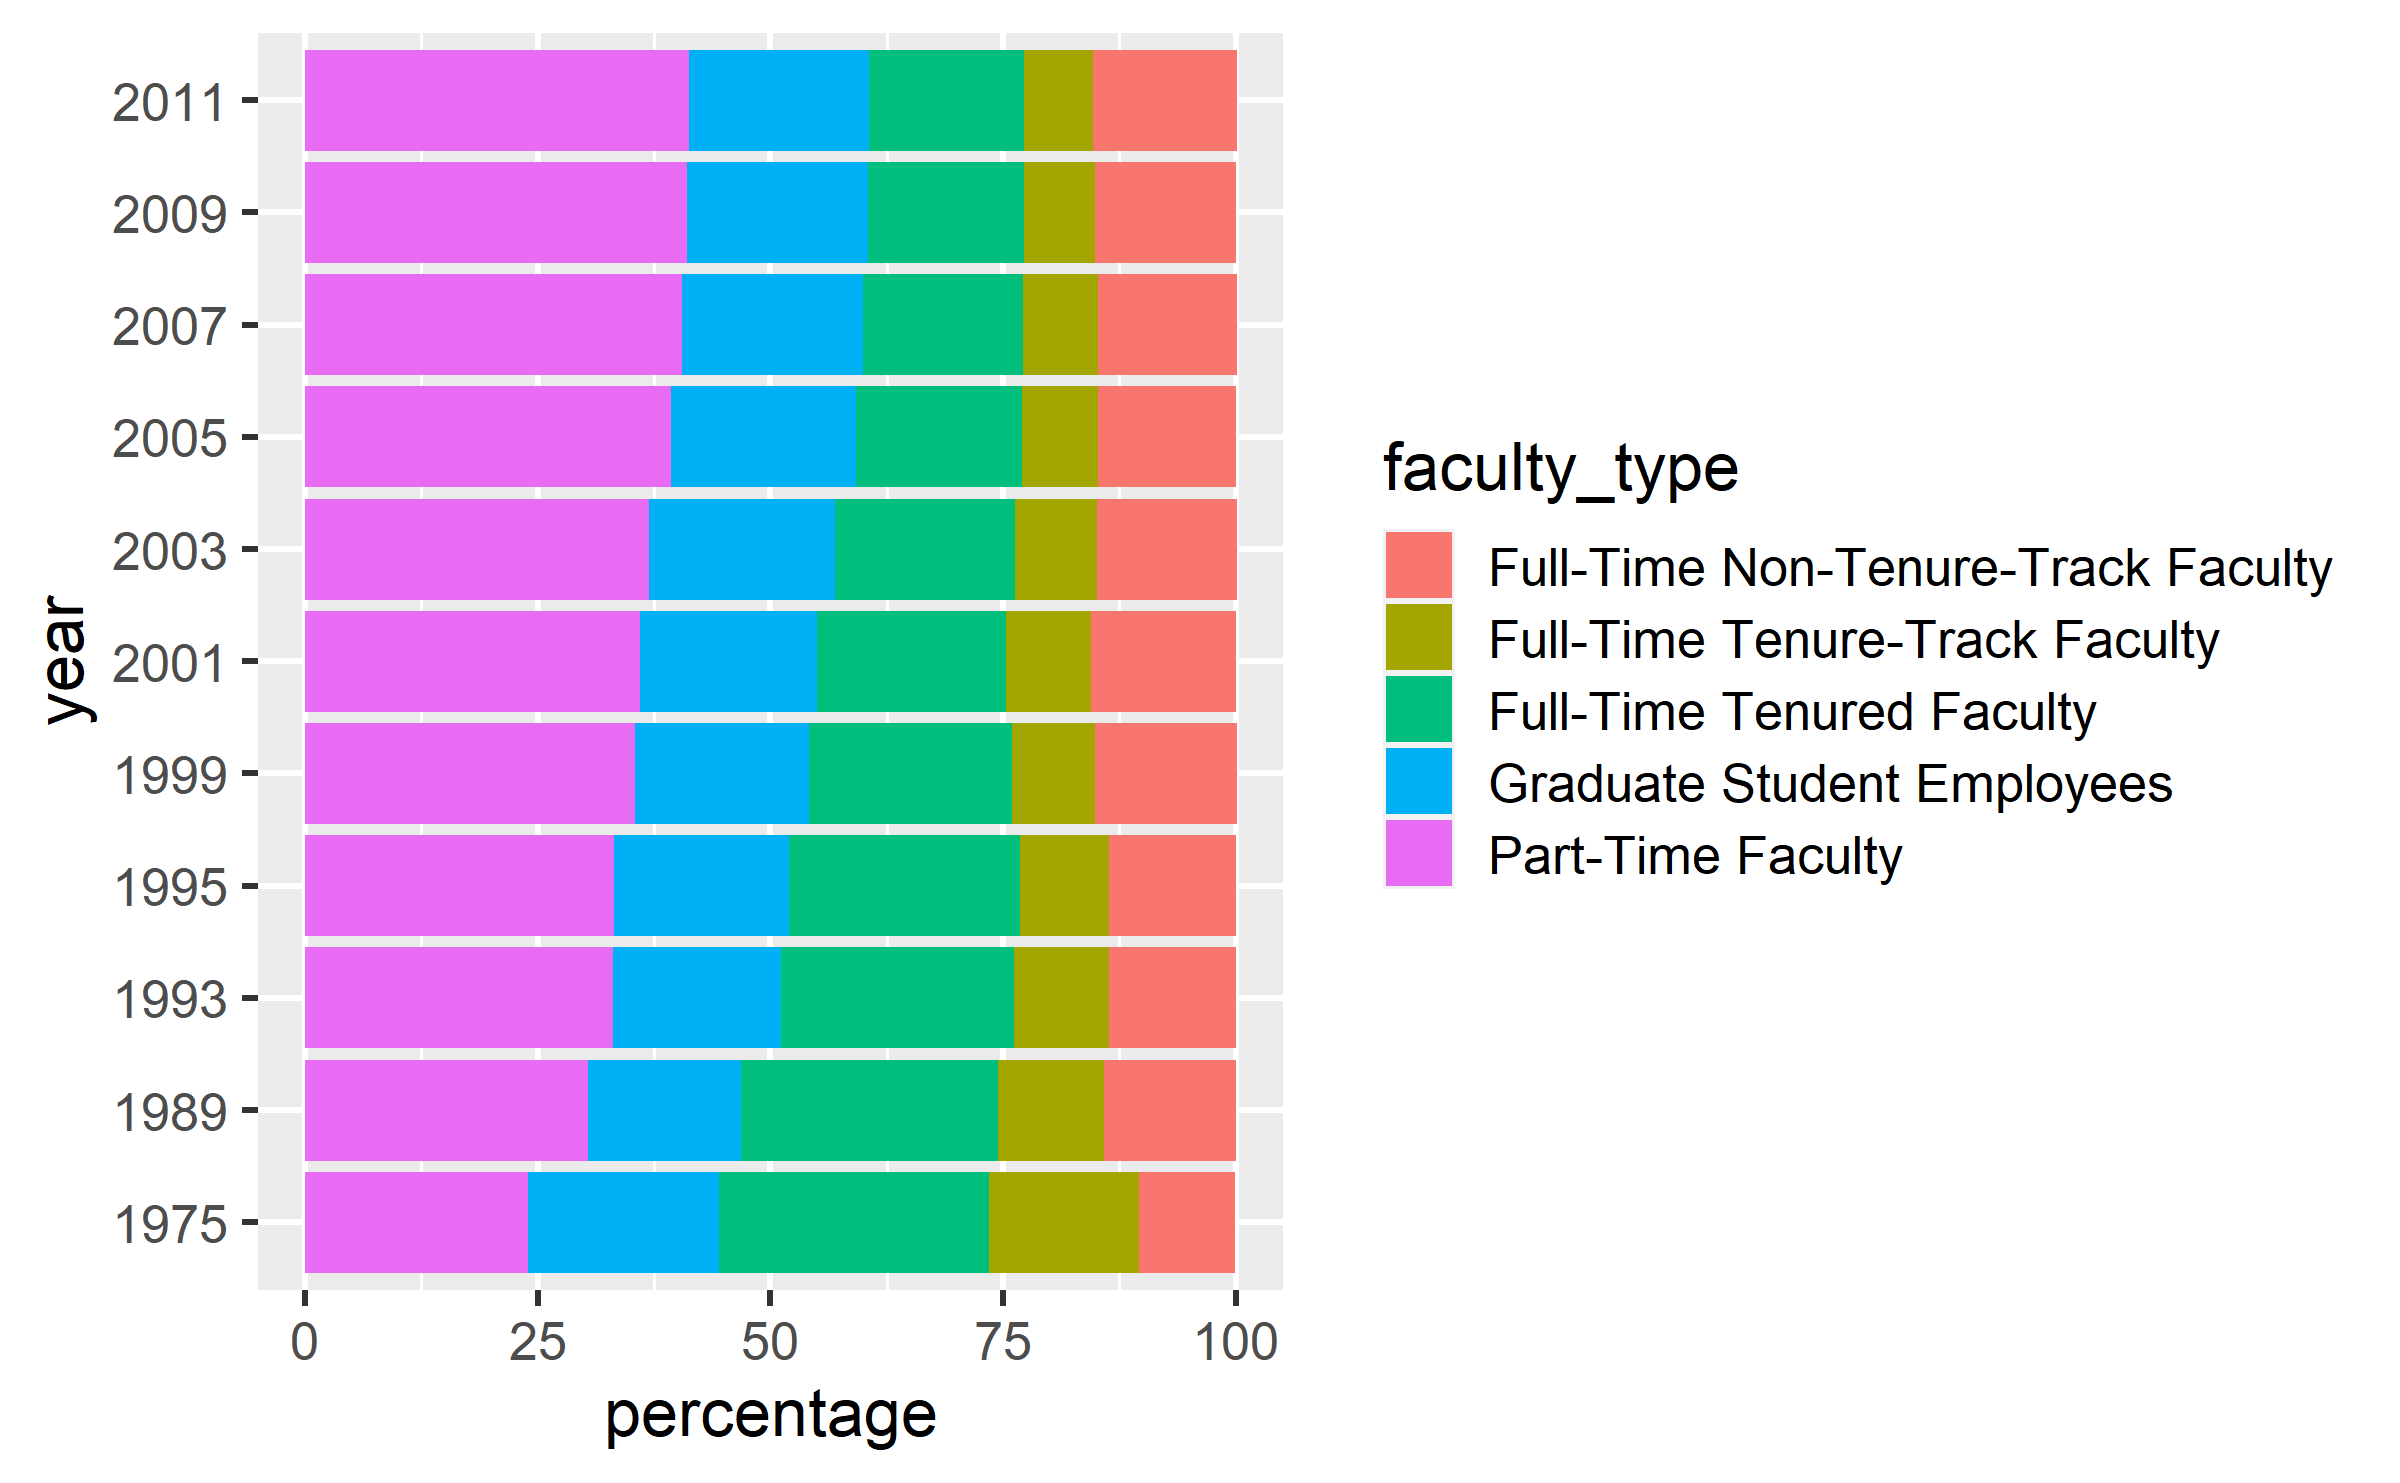 2011
2009
2007
2005
2003
2001
1999
1995
1993
1989
1975
year
0 25 50 75 100
percentage
faculty_type
Full-Time Non-Tenure-Track Faculty
Full-Time Tenure-Track Faculty
Full-Time Tenured Faculty
Graduate Student Employees
Part-Time Faculty